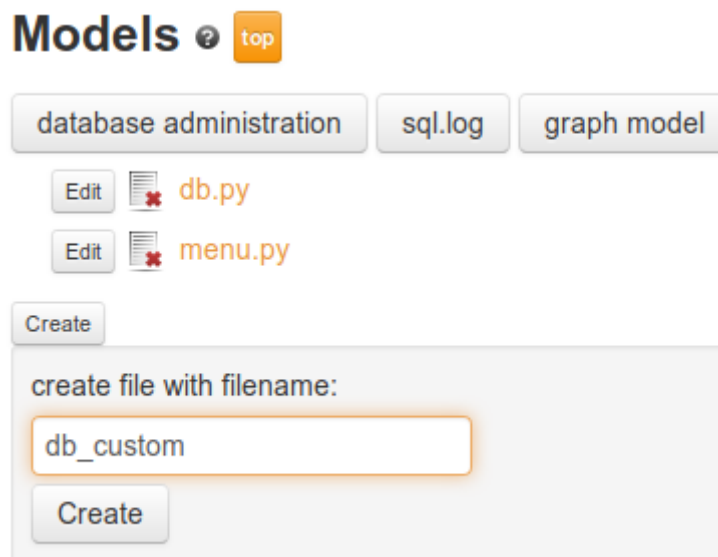 Models ? top
database administration sql.log graph model
Edit db.py
Edit menu.py
Create
create file with filename:
db_custom
Create